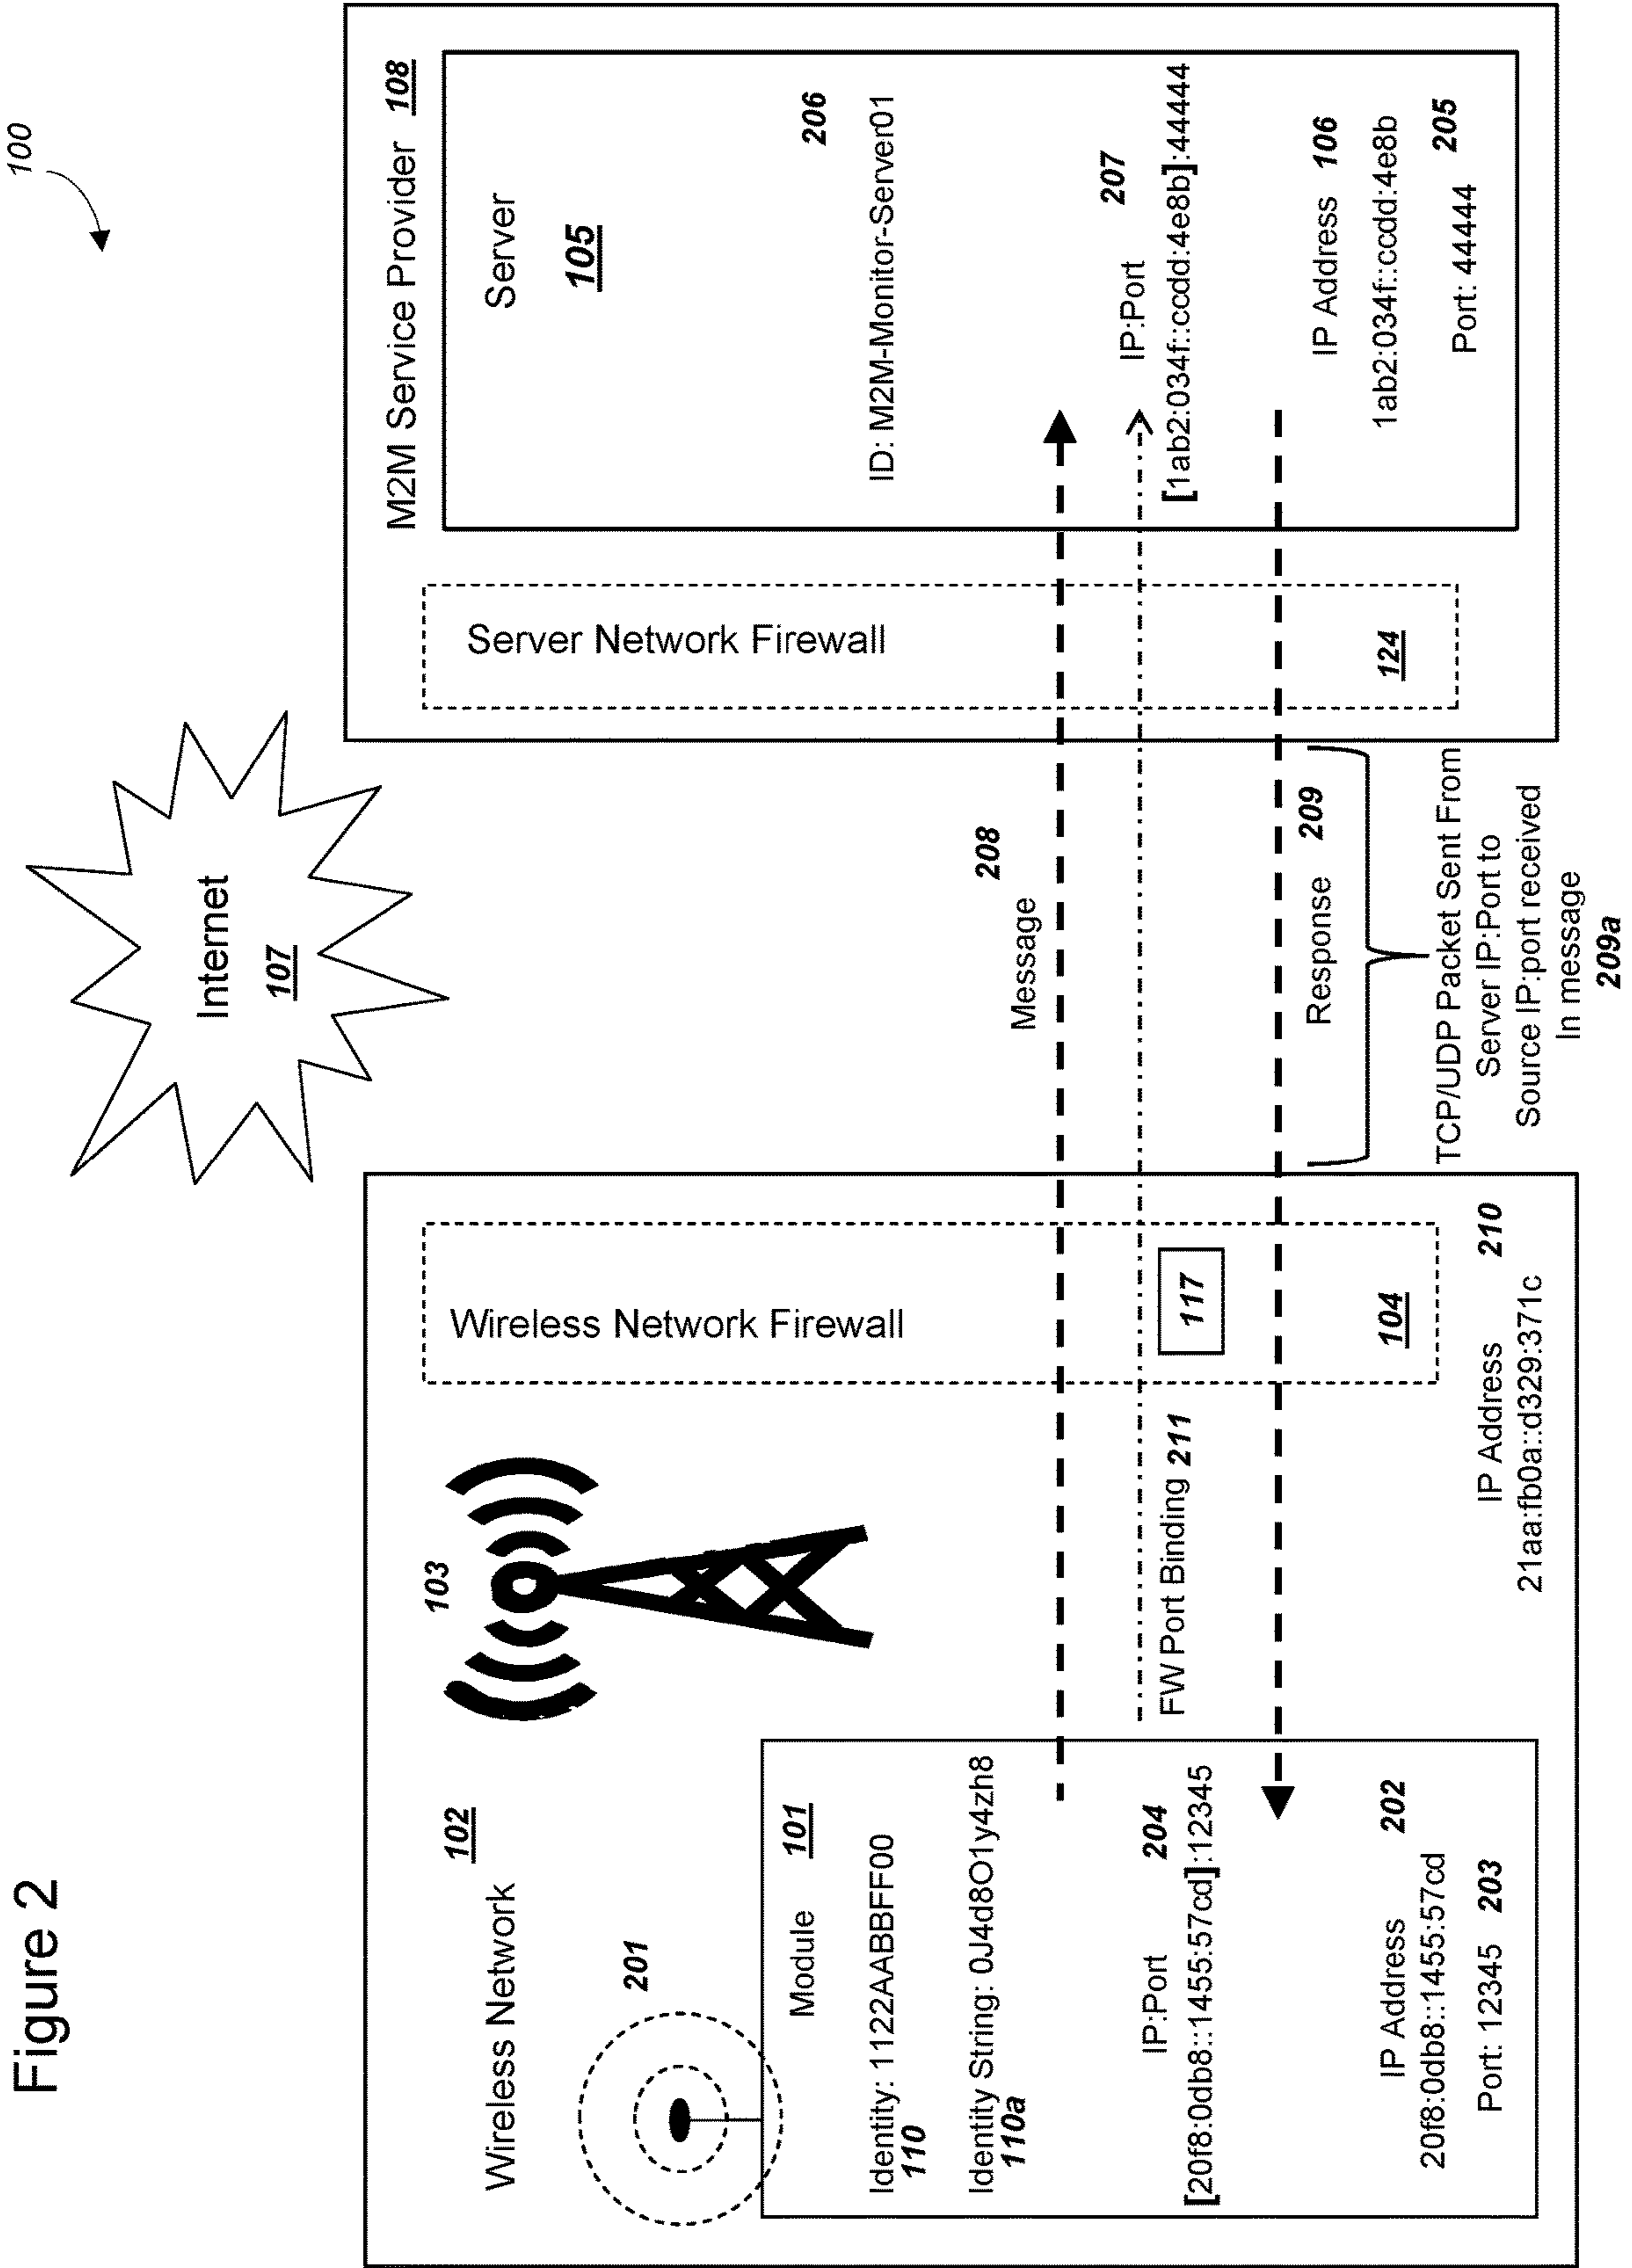 Figure 2
100
Internet
107
Wireless Network
102
201
103
Module
101
Identity: 1122AABBFF00
110
Identity String: 0J4d8O1y4zh8
110a
IP:Port
204
[20f8:0db8::1455:57cd]:12345
IP Address
202
20f8:0db8::1455:57cd
Port: 12345 203
Wireless Network Firewall
FW Port Binding 211
117
104
IP Address
210
21aa:fb0a::d329:371c
Message
208
Response
209
TCP/UDP Packet Sent From
Server IP:Port to
Source IP:port received
In message
209a
M2M Service Provider 108
Server Network Firewall
124
Server
105
206
ID: M2M-Monitor-Server01
IP:Port
207
[1ab2:034f::ccdd:4e8b]:44444
IP Address 106
1ab2:034f::ccdd:4e8b
Port: 44444
205